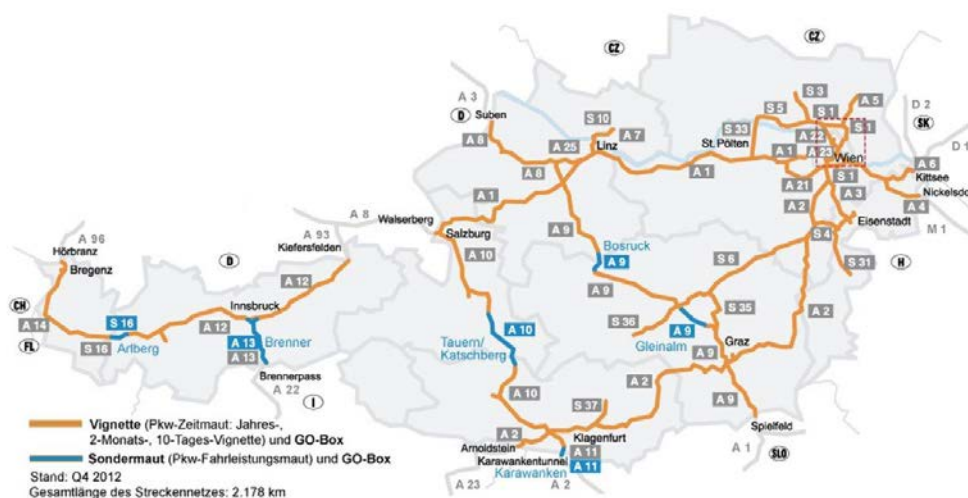 CZ
CZ
A 3
S 3
A 5
S 5
S 1
D 2
Suben
S 10
D
A 7
S 33
A 22
S 1
SK
A 8
A 25
Linz
St. Pölten
A 1
A 23
Wien
D 1
A 8
A 1
A 6
Kittsee
A 21
S 1
A 3
Nickelsdo
A 1
A 2
A 4
Eisenstadt
M 1
A 8
Walserberg
Salzburg
A 9
S 4
A 96
A 93
Hörbranz
Kiefersfelden
A 10
Bosruck
A 9
S 6
S 31
H
Bregenz
D
A 12
A 9
CH
Innsbruck
S 35
A 2
A 14
S 16
A 12
A 13
Brenner
A 10
S 36
A 9
FL
S 16
Arlberg
A 13
Tauern/
Katschberg
Gleinalm
A 9
Graz
Brennerpass
A 22
I
A 10
A 2
S 37
A 9
Vignette (Pkw-Zeitmaut: Jahres-,
2-Monats-, 10-Tages-Vignette) und GO-Box
Sondermaut (Pkw-Fahrleistungsmaut) und GO-Box
Stand: Q4 2012
Gesamtlänge des Streckennetzes: 2.178 km
A 2
Klagenfurt
Spielfeld
Arnoldstein
A 11
A 1
SLO
Karawankentunnel
Karawanken
A 11
A 23
A 2